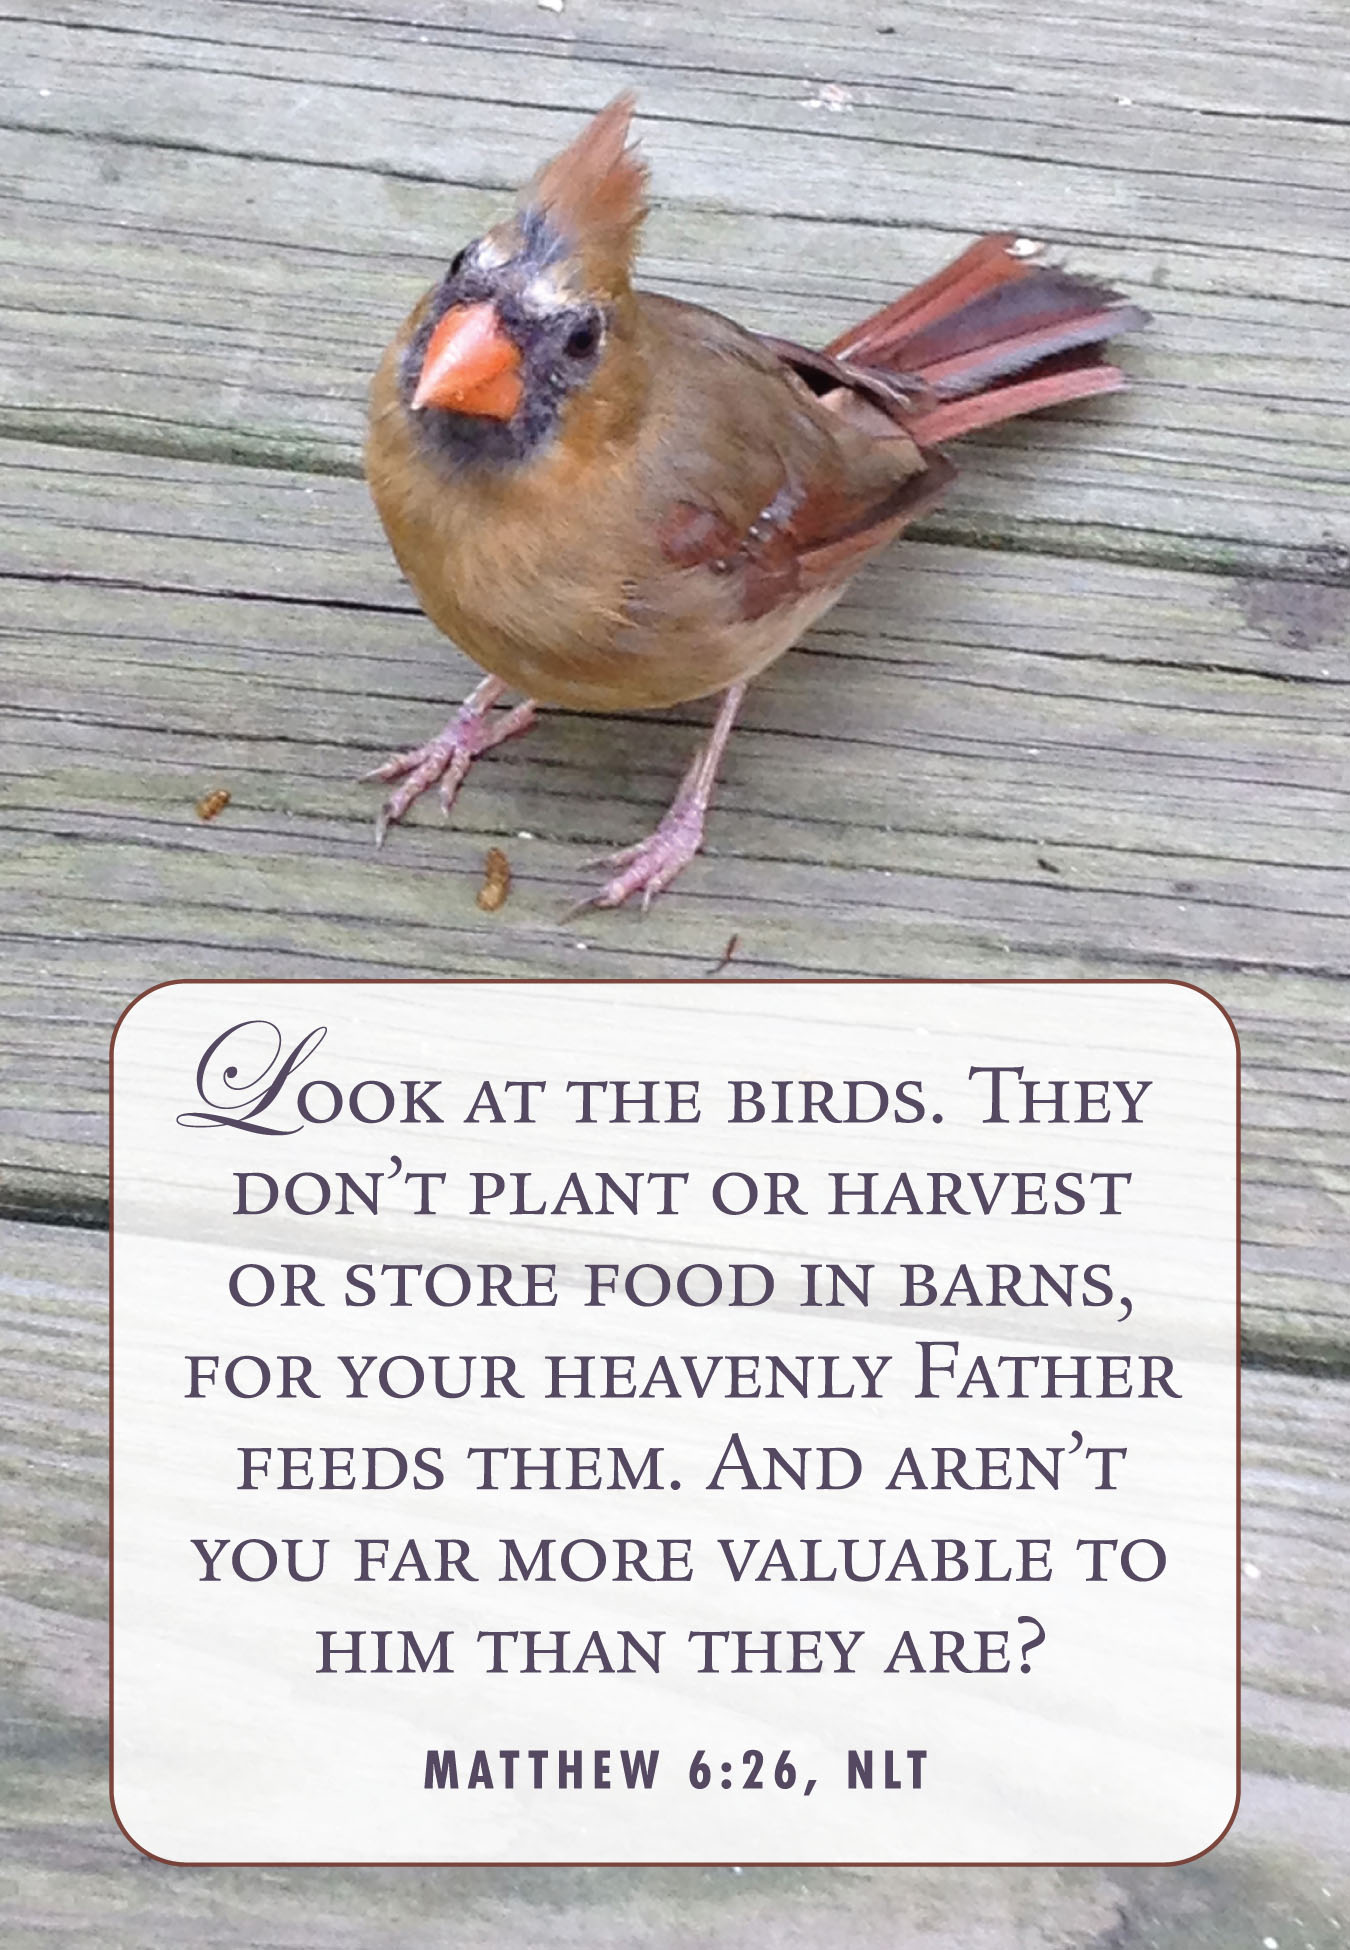 Look at the birds. They
don’t plant or harvest
or store food in barns,
for your heavenly Father
feeds them. And aren’t
you far more valuable to
him than they are?
MATTHEW 6:26, NLT